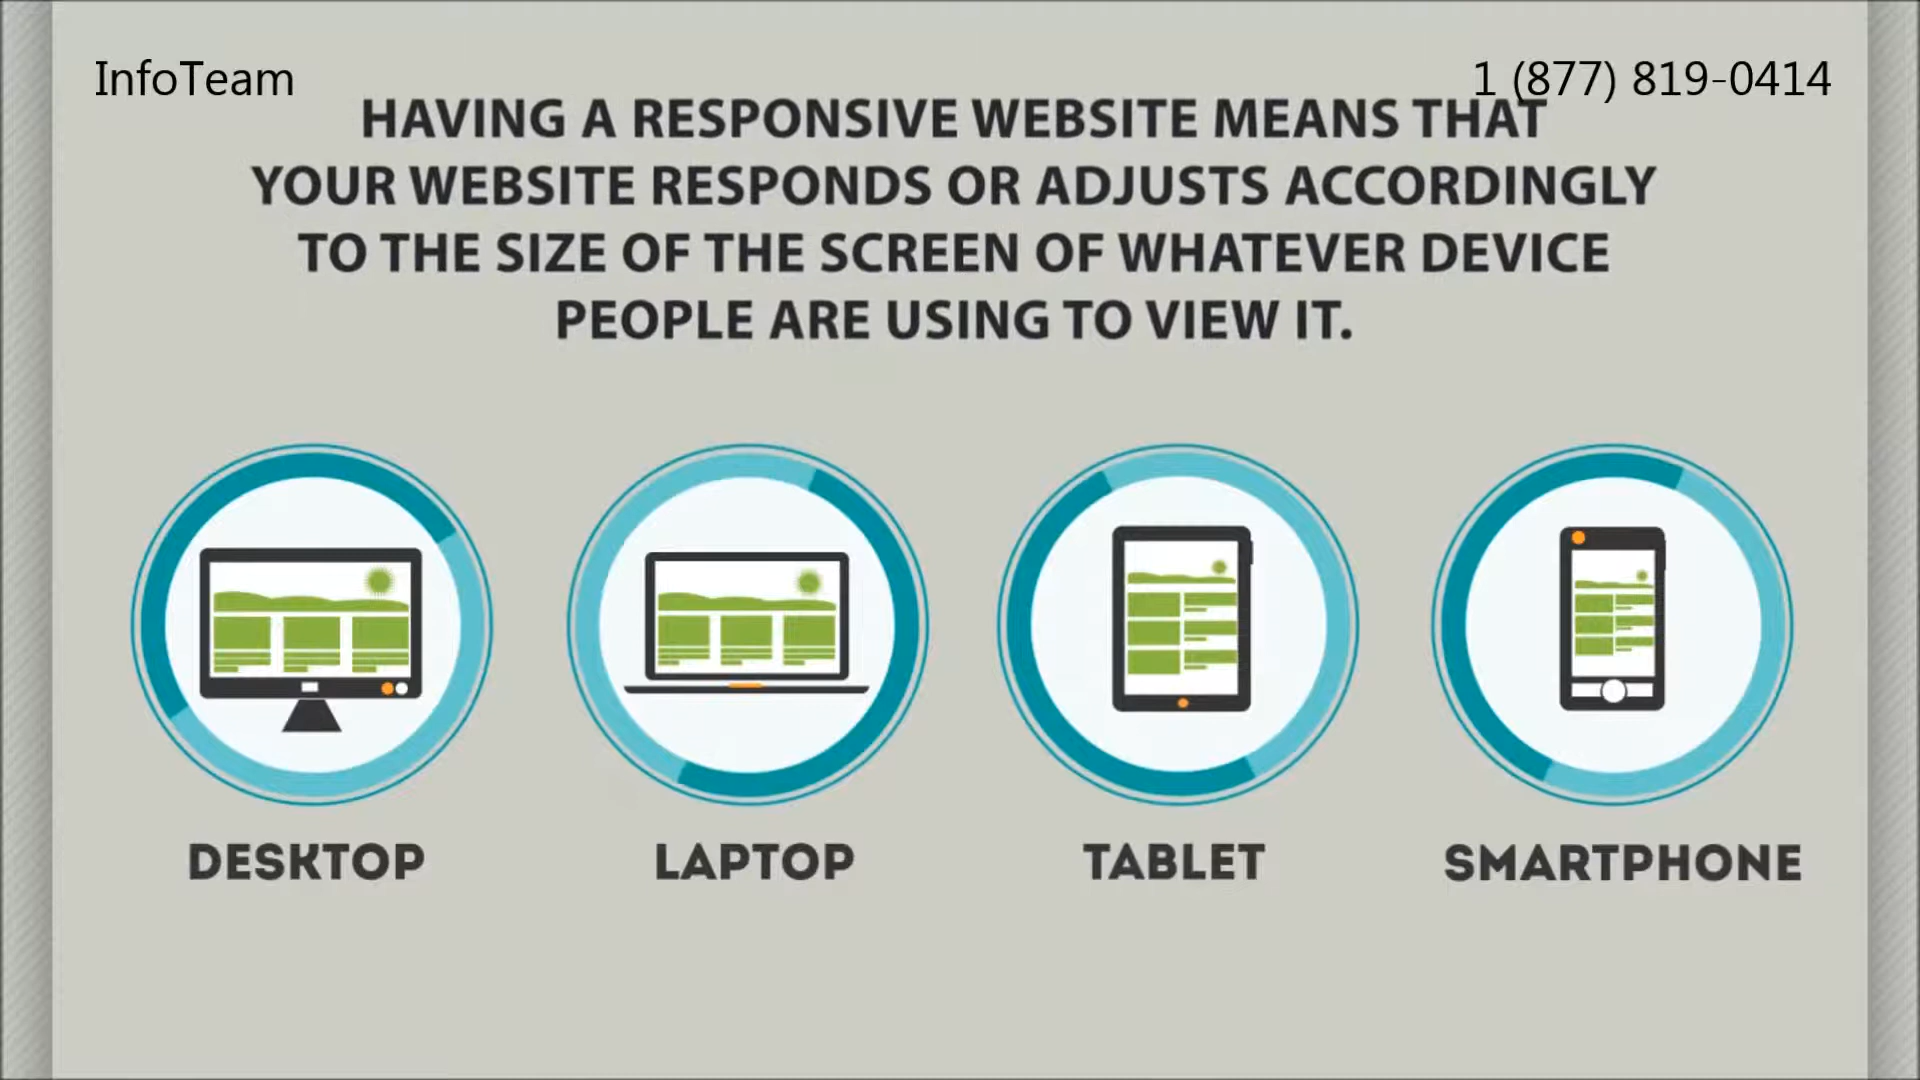 InfoTeam
1 (877) 819-0414
HAVING A RESPONSIVE WEBSITE MEANS THAT
YOUR WEBSITE RESPONDS OR ADJUSTS ACCORDINGLY
TO THE SIZE OF THE SCREEN OF WHATEVER DEVICE
PEOPLE ARE USING TO VIEW IT.
DESKTOP
LAPTOP
TABLET
SMARTPHONE